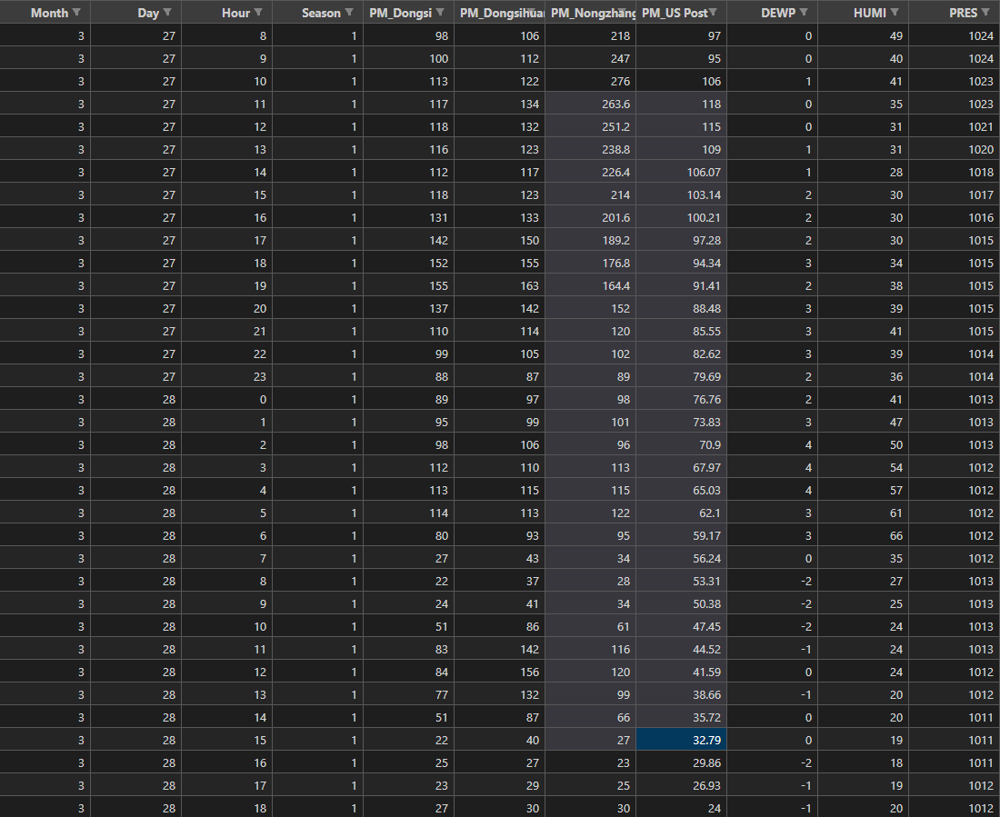 Month Day Hour Season PM_Dongsi PM_Dongsihuan PM_Nongzhang PM_US Post DEWP HUMI PRES
3 27 8 1 98 106 218 97 0 49 1024
3 27 9 1 100 112 247 95 0 40 1024
3 27 10 1 113 122 276 106 1 41 1023
3 27 11 1 117 134 263.6 118 0 35 1023
3 27 12 1 118 132 251.2 115 0 31 1021
3 27 13 1 116 123 238.8 109 1 31 1020
3 27 14 1 112 117 226.4 106.07 1 28 1018
3 27 15 1 118 123 214 103.14 2 30 1017
3 27 16 1 131 133 201.6 100.21 2 30 1016
3 27 17 1 142 150 189.2 97.28 2 30 1015
3 27 18 1 152 155 176.8 94.34 3 34 1015
3 27 19 1 155 163 164.4 91.41 2 38 1015
3 27 20 1 137 142 152 88.48 3 39 1015
3 27 21 1 110 114 120 85.55 3 41 1015
3 27 22 1 99 105 102 82.62 3 39 1014
3 27 23 1 88 87 89 79.69 2 36 1014
3 28 0 1 89 97 98 76.76 2 41 1013
3 28 1 1 95 99 101 73.83 3 47 1013
3 28 2 1 98 106 96 70.9 4 50 1013
3 28 3 1 112 110 113 67.97 4 54 1012
3 28 4 1 113 115 115 65.03 4 57 1012
3 28 5 1 114 113 122 62.1 3 61 1012
3 28 6 1 80 93 95 59.17 3 66 1012
3 28 7 1 27 43 34 56.24 0 35 1012
3 28 8 1 22 37 28 53.31 -2 27 1013
3 28 9 1 24 41 34 50.38 -2 25 1013
3 28 10 1 51 86 61 47.45 -2 24 1013
3 28 11 1 83 142 116 44.52 -1 24 1013
3 28 12 1 84 156 120 41.59 0 24 1012
3 28 13 1 77 132 99 38.66 -1 20 1012
3 28 14 1 51 87 66 35.72 0 20 1011
3 28 15 1 22 40 27 32.79 0 19 1011
3 28 16 1 25 27 23 29.86 -2 18 1011
3 28 17 1 23 29 25 26.93 -1 19 1012
3 28 18 1 27 30 30 24 -1 20 1012